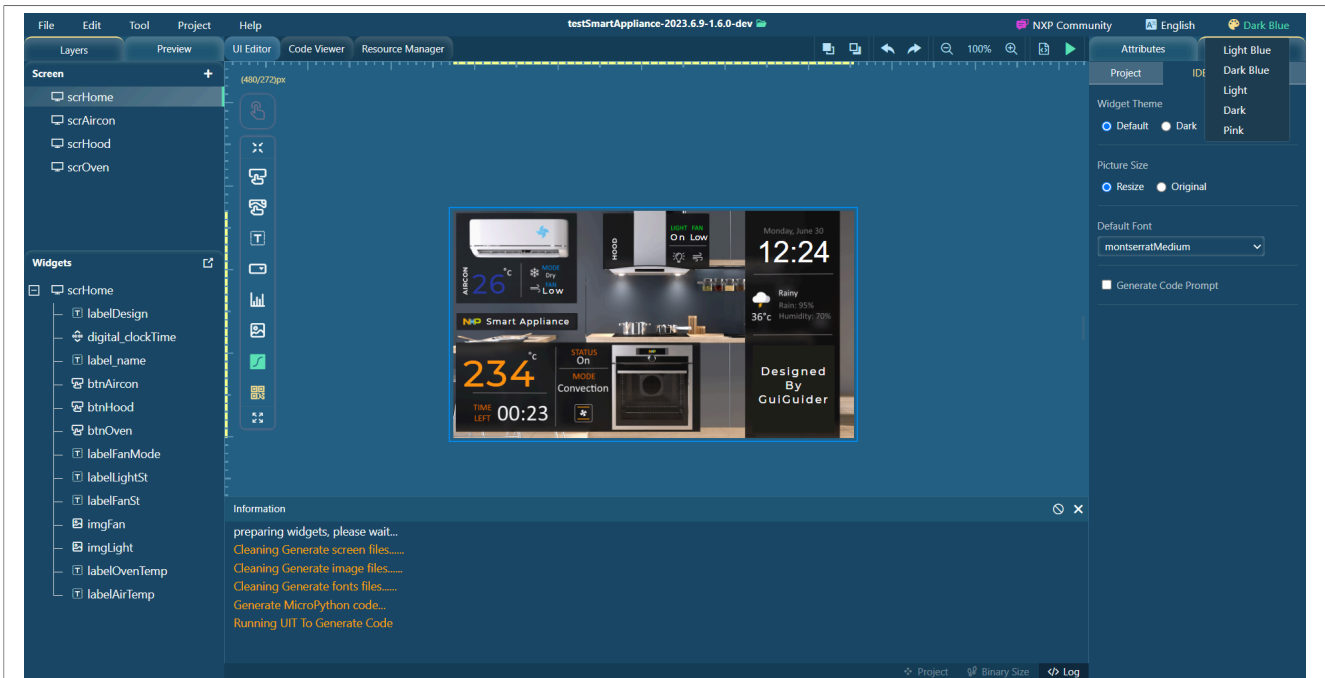 File Edit Tool Project Help testSmartAppliance-2023.6.9-1.6.0-dev NXP Community English Dark Blue
Layers Preview UI Editor Code Viewer Resource Manager 100% Attributes
Light Blue
Dark Blue
Light
Dark
Pink
Screen +
scrHome
scrAircon
scrHood
scrOven
Widgets
scrHome
labelDesign
digital_clockTime
label_name
btnAircon
btnHood
btnOven
labelFanMode
labelLightSt
labelFanSt
imgFan
imgLight
labelOvenTemp
labelAirTemp
(480/272)px
AIRCON
26 °c
MODE
Dry
FAN
Low
HOOD
LIGHT FAN
On Low
Monday, June 30
12:24
Rainy
Rain: 95%
36°c Humidity: 70%
NXP Smart Appliance
234 °c
STATUS
On
MODE
Convection
TIME
LEFT 00:23
Designed
By
GuiGuider
Information
preparing widgets, please wait...
Cleaning Generate screen files......
Cleaning Generate image files......
Cleaning Generate fonts files......
Generate MicroPython code...
Running UIT To Generate Code
Project Binary Size </> Log
Project IDE
Widget Theme
Default Dark
Picture Size
Resize Original
Default Font
montserratMedium
Generate Code Prompt